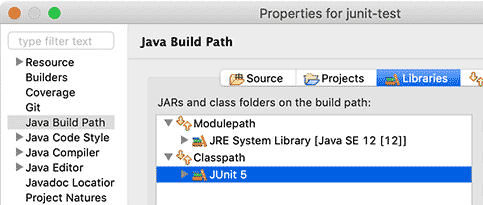 Properties for junit-test
type filter text
Resource
Builders
Coverage
Git
Java Build Path
Java Code Style
Java Compiler
Java Editor
Javadoc Location
Project Natures
Java Build Path
Source
Projects
Libraries
JARs and class folders on the build path:
Modulepath
JRE System Library [Java SE 12 [12]]
Classpath
JUnit 5